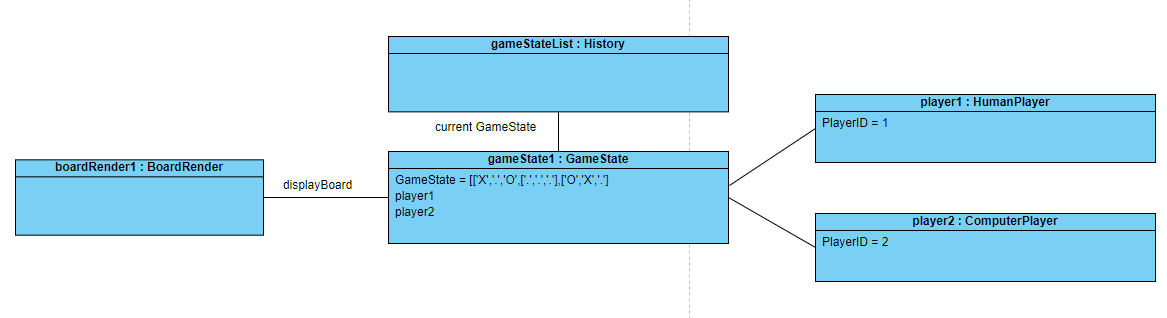 gameStateList : History
current GameState
boardRender1 : BoardRender
displayBoard
gameState1 : GameState
GameState = [['X','.','O',['.','.','.'],['O','X','.']
player1
player2
player1 : HumanPlayer
PlayerID = 1
player2 : ComputerPlayer
PlayerID = 2